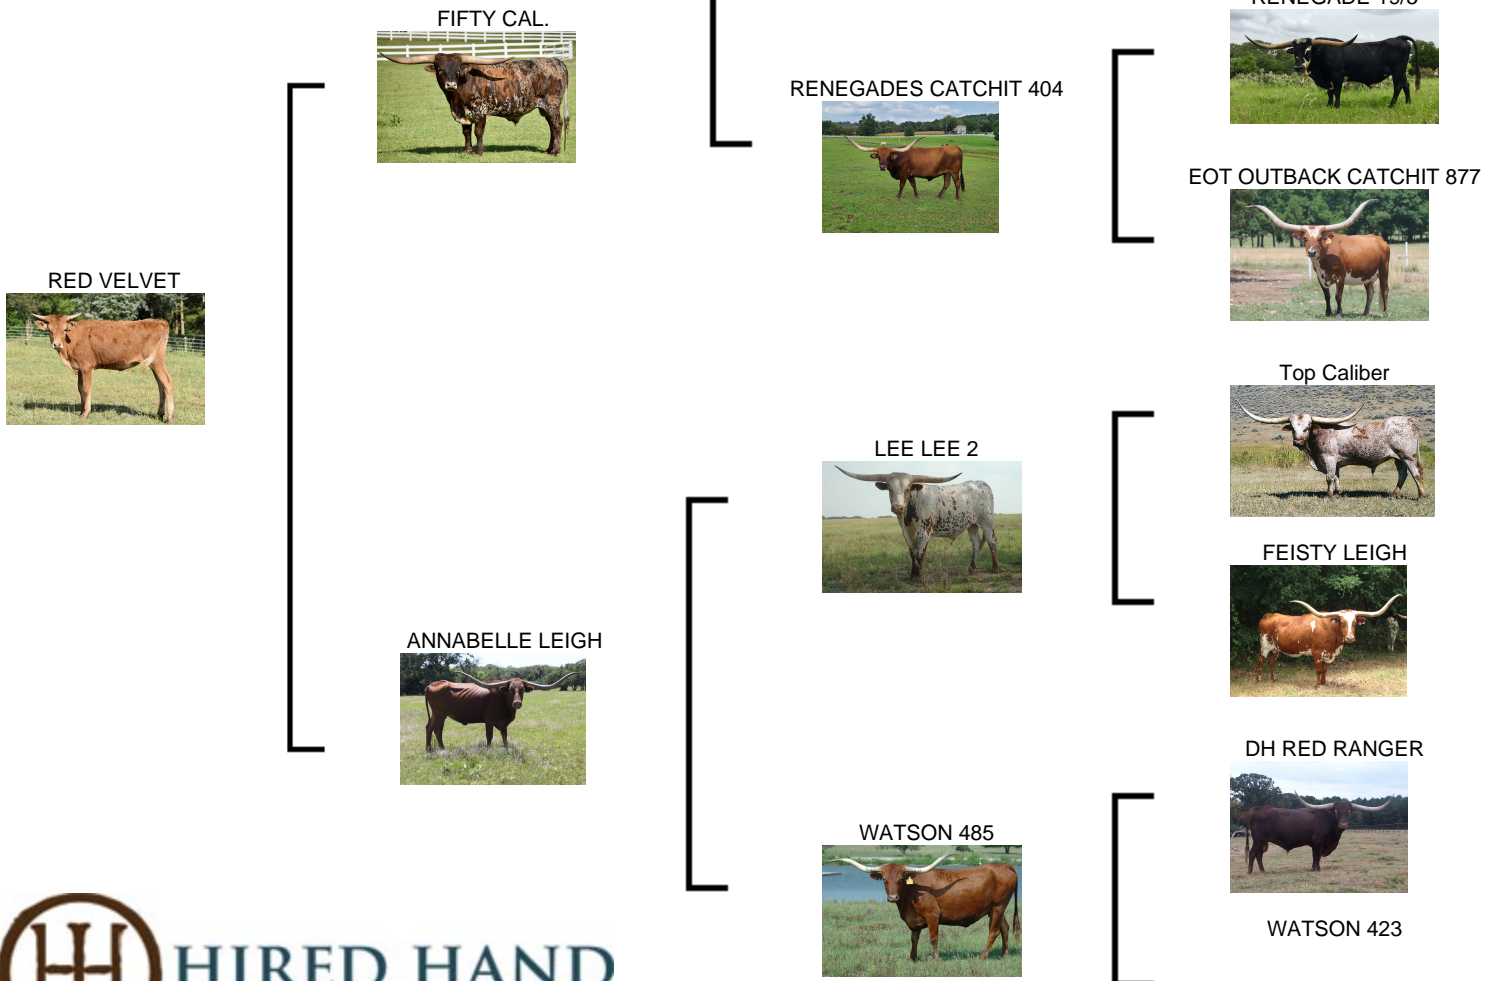 FIFTY CAL.
RENEGADES CATCHIT 404
EOT OUTBACK CATCHIT 877
RED VELVET
Top Caliber
LEE LEE 2
FEISTY LEIGH
ANNABELLE LEIGH
DH RED RANGER
WATSON 485
WATSON 423
HIRED HAND